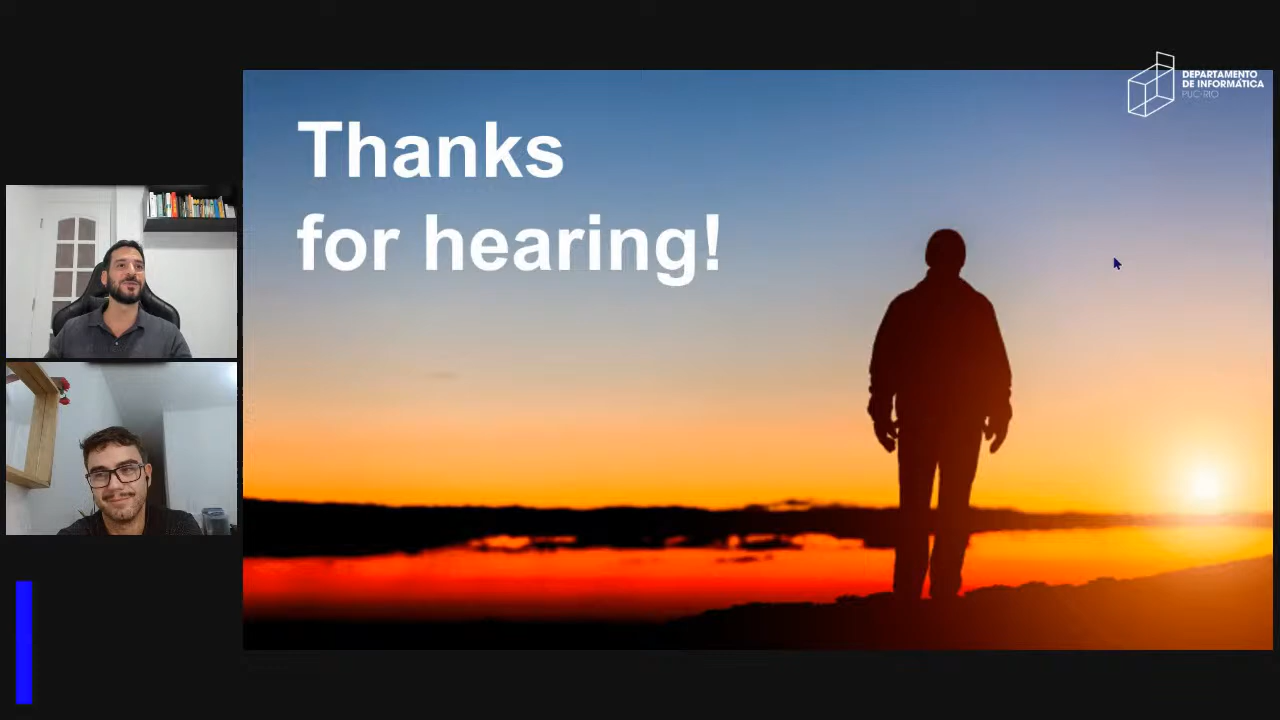 Thanks
for hearing!
DEPARTAMENTO
DE INFORMÁTICA
PUC-RIO